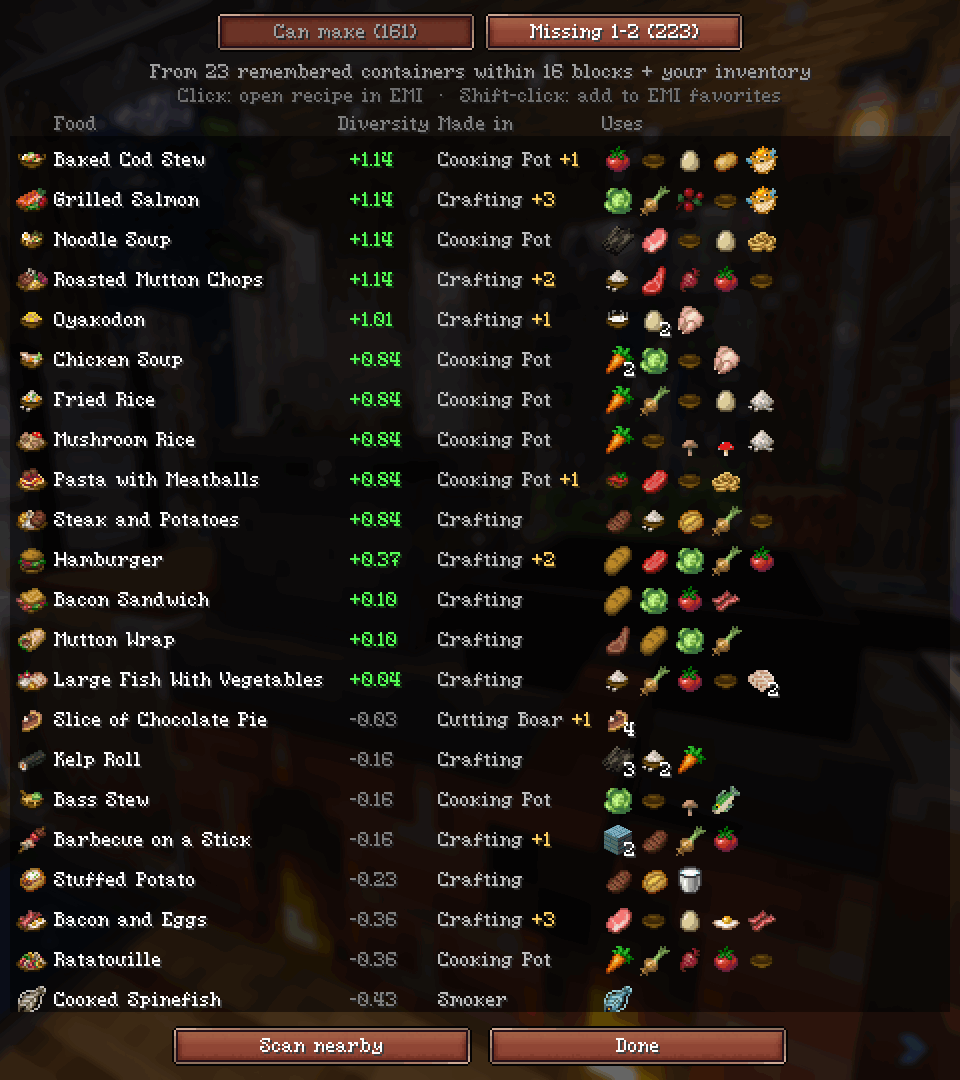 Can make (161) Missing 1-2 (223)
From 23 remembered containers within 16 blocks + your inventory
Click: open recipe in EMI · Shift-click: add to EMI favorites
Food Diversity Made in Uses
Baked Cod Stew +1.14 Cooking Pot +1
Grilled Salmon +1.14 Crafting +3
Noodle Soup +1.14 Cooking Pot
Roasted Mutton Chops +1.14 Crafting +2
Oyakodon +1.01 Crafting +1 2
Chicken Soup +0.84 Cooking Pot 2
Fried Rice +0.84 Cooking Pot
Mushroom Rice +0.84 Cooking Pot
Pasta with Meatballs +0.84 Cooking Pot +1
Steak and Potatoes +0.84 Crafting
Hamburger +0.37 Crafting +2
Bacon Sandwich +0.10 Crafting
Mutton Wrap +0.10 Crafting
Large Fish With Vegetables +0.04 Crafting 2
Slice of Chocolate Pie -0.03 Cutting Boar +1 4
Kelp Roll -0.16 Crafting 3 2
Bass Stew -0.16 Cooking Pot
Barbecue on a Stick -0.16 Crafting +1 2
Stuffed Potato -0.23 Crafting
Bacon and Eggs -0.36 Crafting +3
Ratatouille -0.36 Cooking Pot
Cooked Spinefish -0.43 Smoker
Scan nearby Done